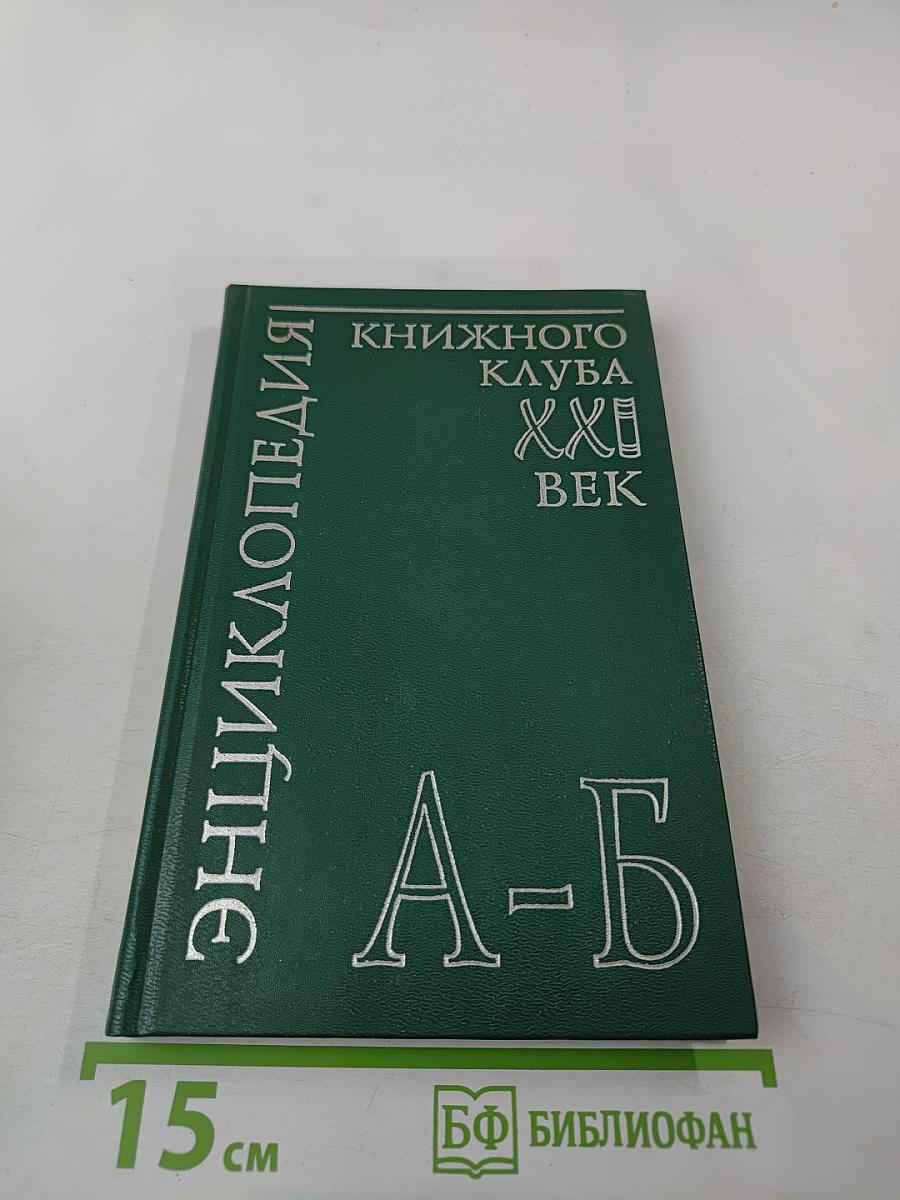 ЭНЦИКЛОПЕДИЯ
КНИЖНОГО
КЛУБА
XXI
ВЕК
А-Б
15 см
БФ БИБЛИОФАН